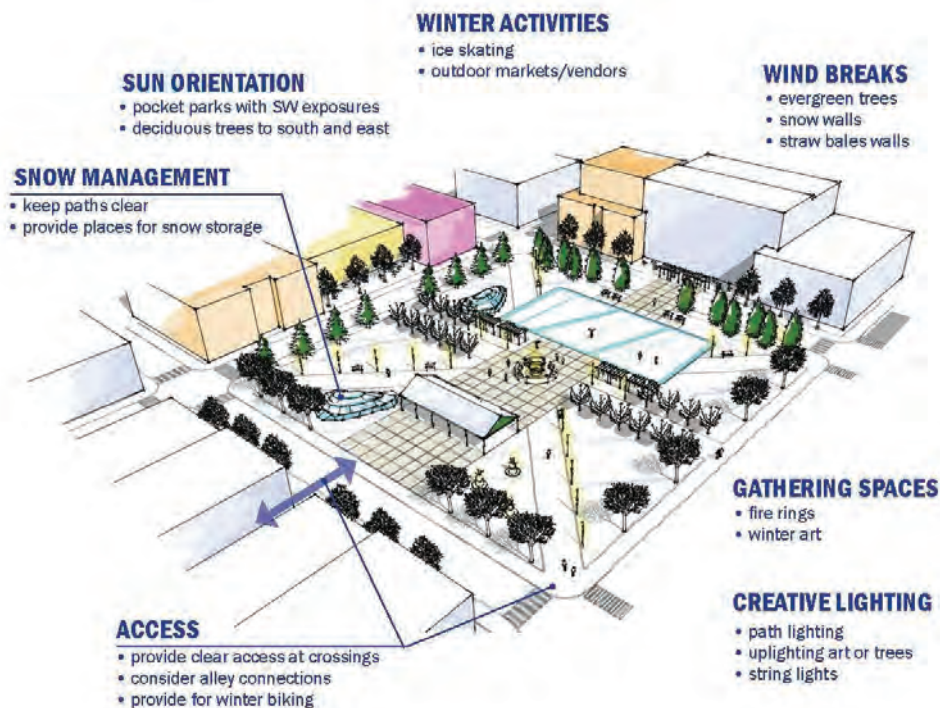 WINTER ACTIVITIES
• ice skating
• outdoor markets/vendors
SUN ORIENTATION
• pocket parks with SW exposures
• deciduous trees to south and east
WIND BREAKS
• evergreen trees
• snow walls
• straw bales walls
SNOW MANAGEMENT
• keep paths clear
• provide places for snow storage
GATHERING SPACES
• fire rings
• winter art
CREATIVE LIGHTING
• path lighting
• uplighting art or trees
• string lights
ACCESS
• provide clear access at crossings
• consider alley connections
• provide for winter biking